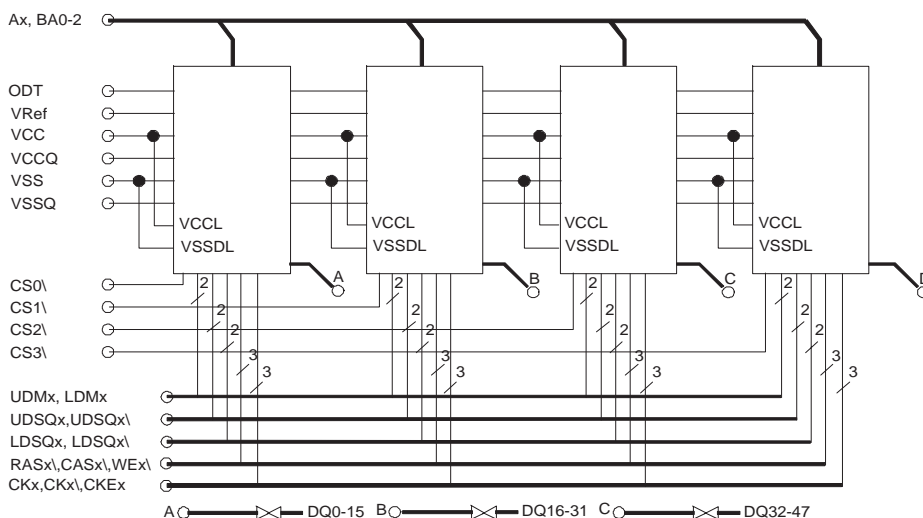 Ax, BA0-2
ODT
VRef
VCC
VCCQ
VSS
VSSQ
VCCL
VSSDL
VCCL
VSSDL
VCCL
VSSDL
VCCL
VSSDL
A
B
C
D
CS0\
CS1\
CS2\
CS3\
2
2
2
3
3
2
2
2
3
3
2
2
2
3
3
2
2
2
3
3
UDMx, LDMx
UDSQx,UDSQx\
LDSQx, LDSQx\
RASx\,CASx\,WEx\
CKx,CKx\,CKEx
A DQ0-15 B DQ16-31 C DQ32-47